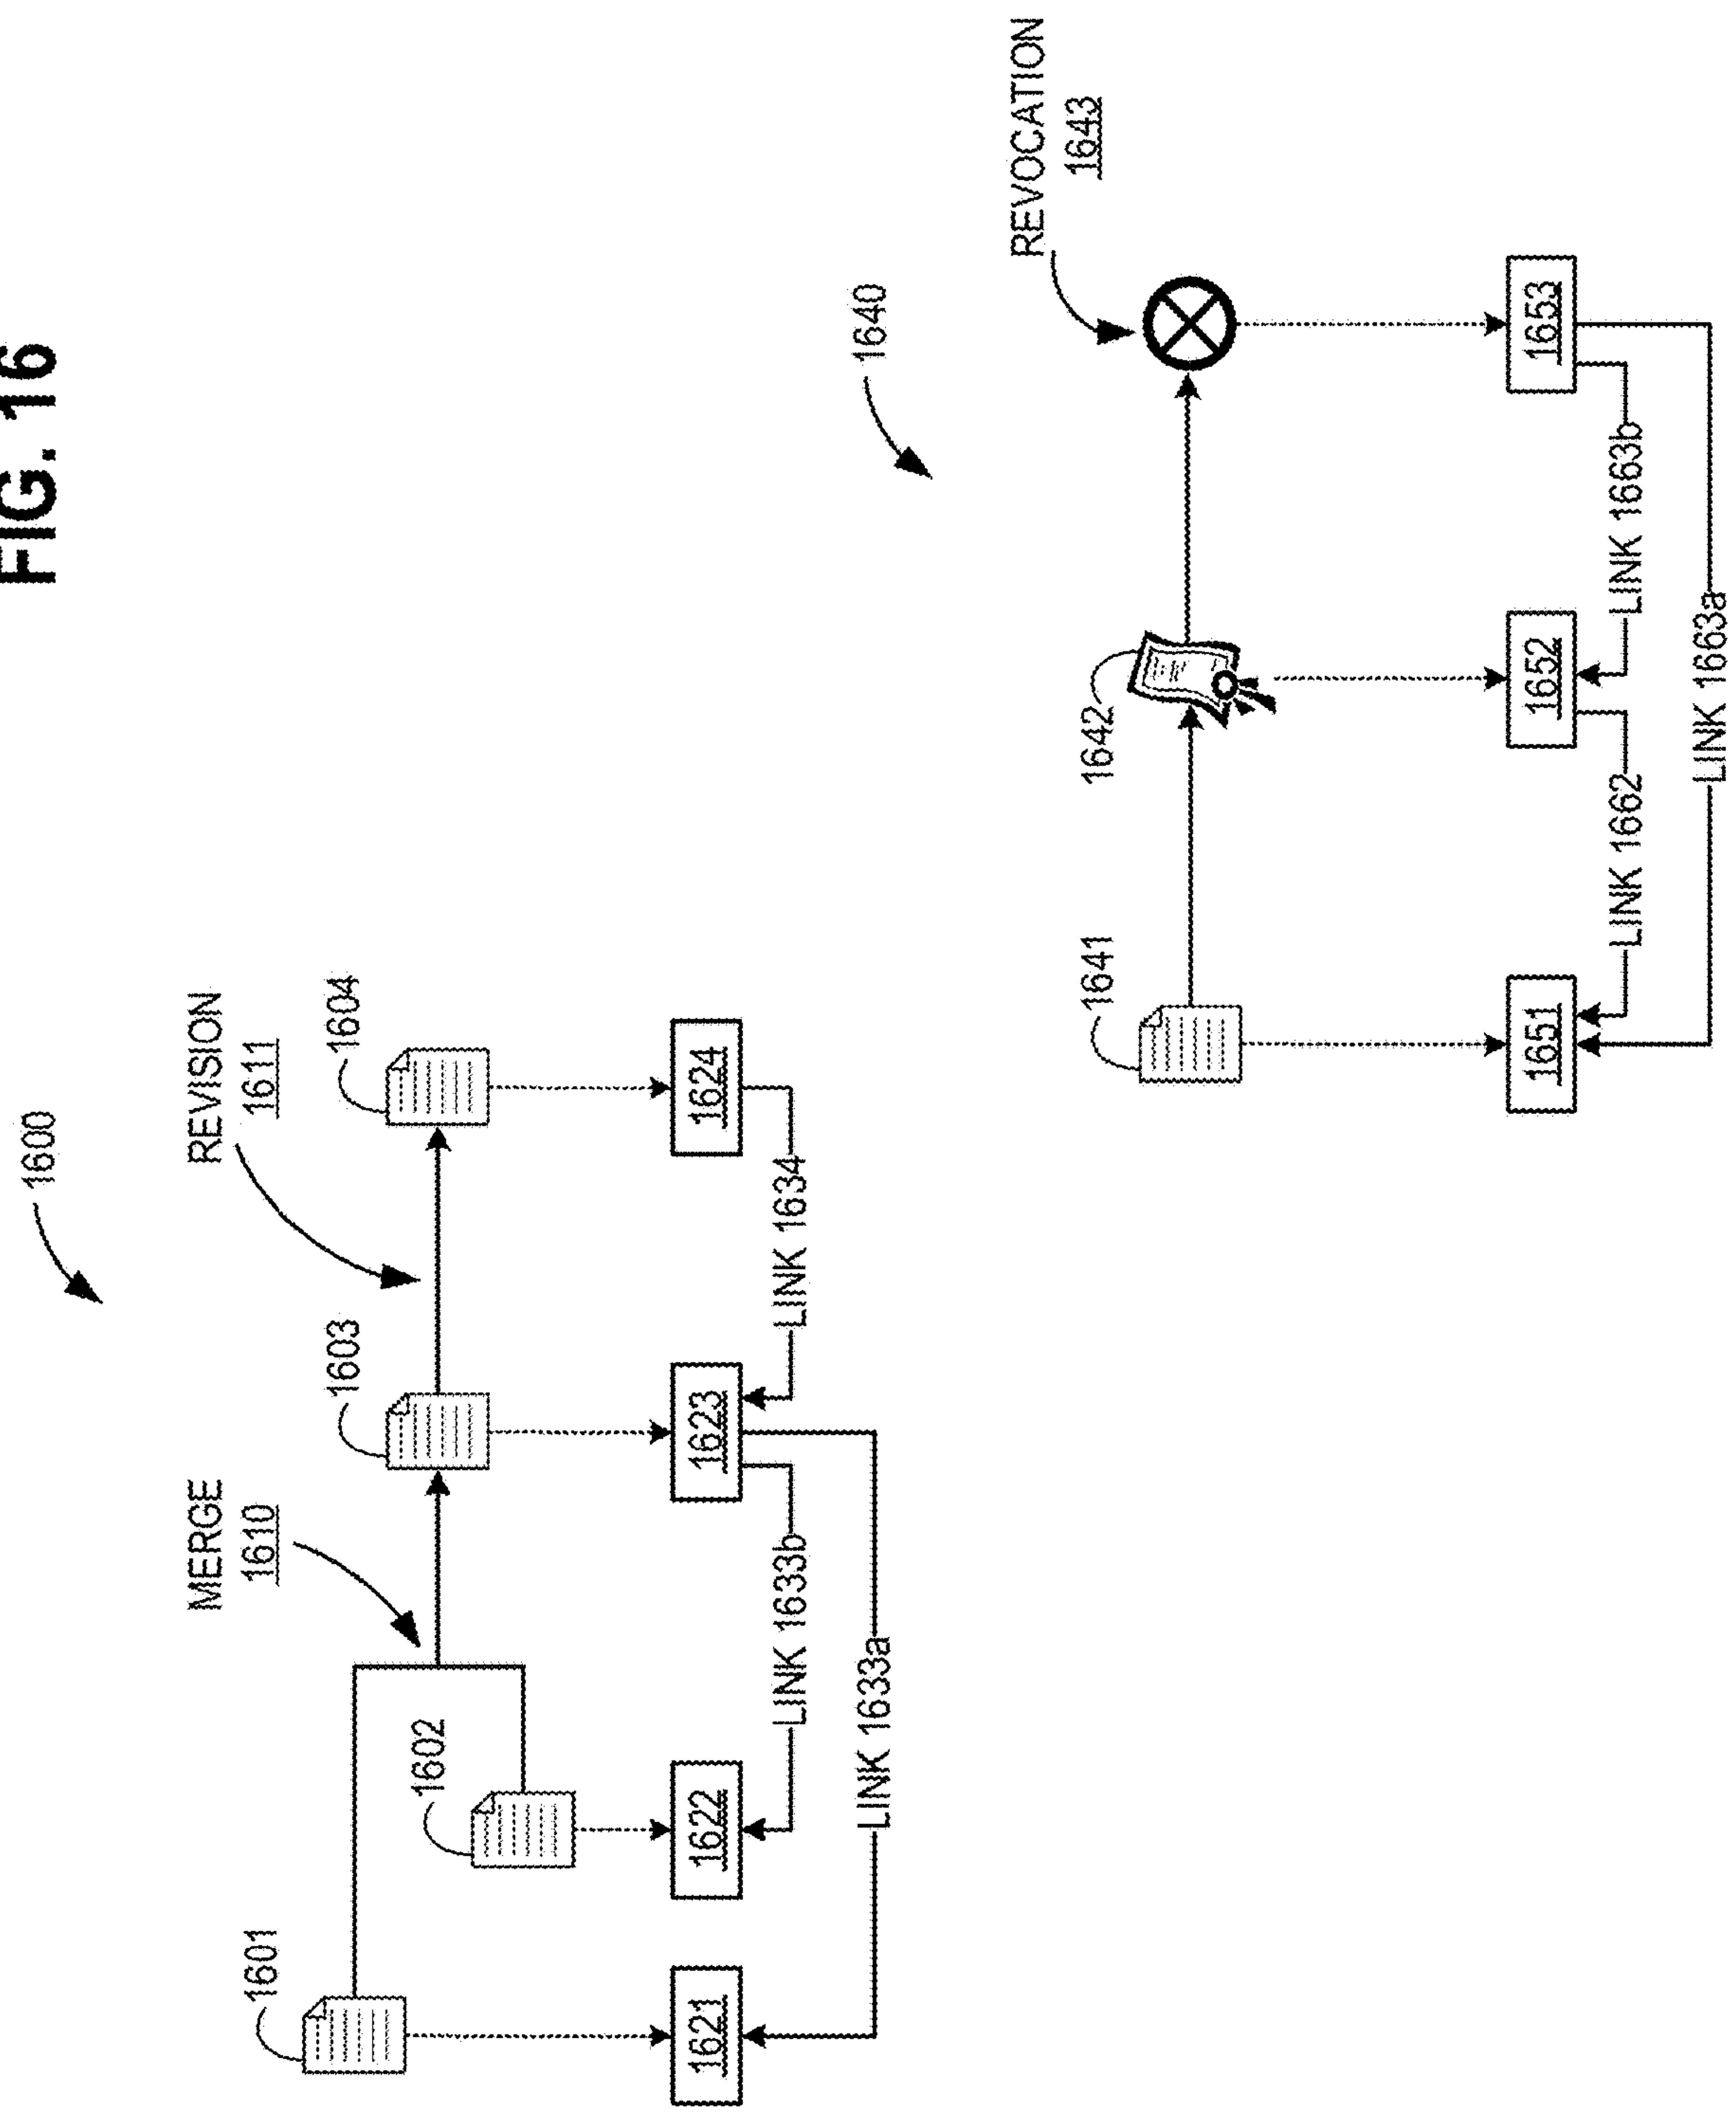 FIG. 16
1600
MERGE
1610
REVISION
1611
1601
1602
1603
1604
1621
1622
1623
1624
LINK 1633b
LINK 1634
LINK 1633a
1640
REVOCATION
1643
1641
1642
1651
1652
1653
LINK 1662
LINK 1663b
LINK 1663a